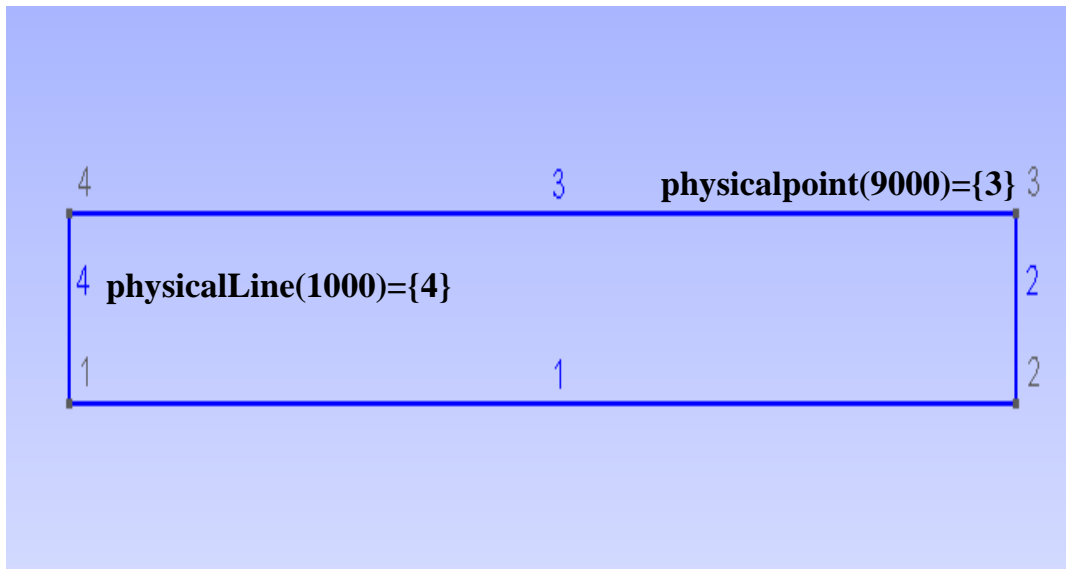 4 3 physicalpoint(9000)={3} 3
4 physicalLine(1000)={4} 2
1 1 2